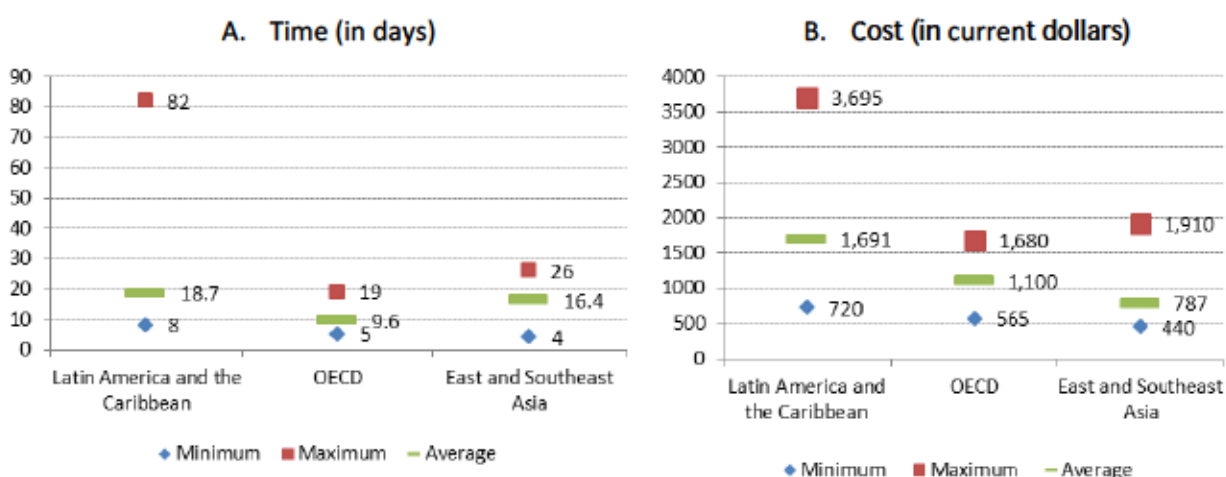 A. Time (in days)
90
80
70
60
50
40
30
20
10
0
82
18.7
8
19
9.6
5
26
16.4
4
Latin America and the
Caribbean
OECD
East and Southeast
Asia
Minimum Maximum Average
B. Cost (in current dollars)
4000
3500
3000
2500
2000
1500
1000
500
0
3,695
1,691
720
1,680
1,100
565
1,910
787
440
Latin America and
the Caribbean
OECD
East and Southeast
Asia
Minimum Maximum Average